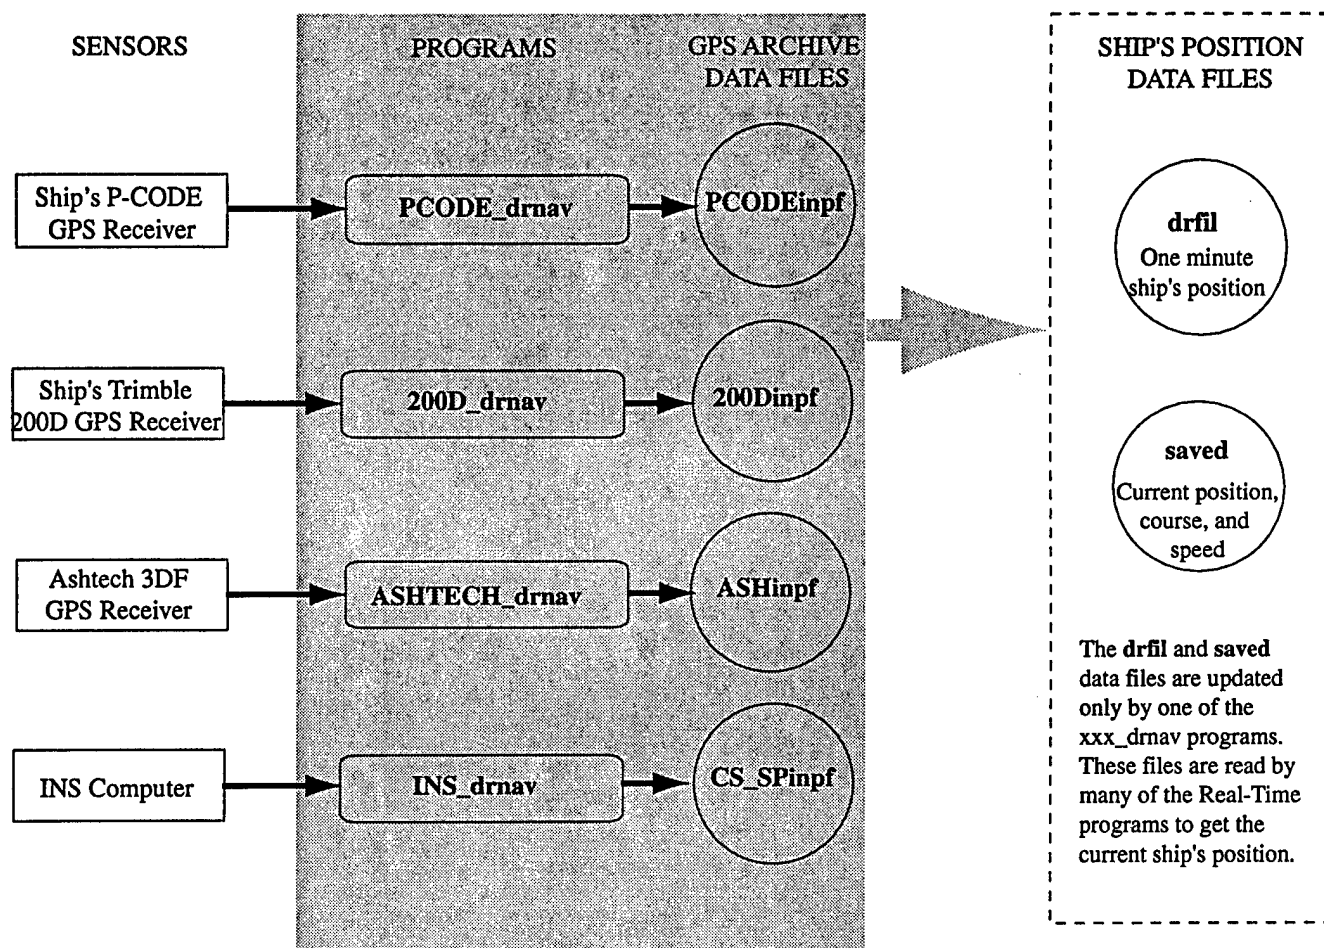 SENSORS
PROGRAMS
GPS ARCHIVE
DATA FILES
SHIP'S POSITION
DATA FILES
Ship's P-CODE
GPS Receiver
PCODE_drnav
PCODEinpf
Ship's Trimble
200D GPS Receiver
200D_drnav
200Dinpf
Ashtech 3DF
GPS Receiver
ASHTECH_drnav
ASHinpf
INS Computer
INS_drnav
CS_SPinpf
drfil
One minute
ship's position
saved
Current position,
course, and
speed
The drfil and saved
data files are updated
only by one of the
xxx_drnav programs.
These files are read by
many of the Real-Time
programs to get the
current ship's position.